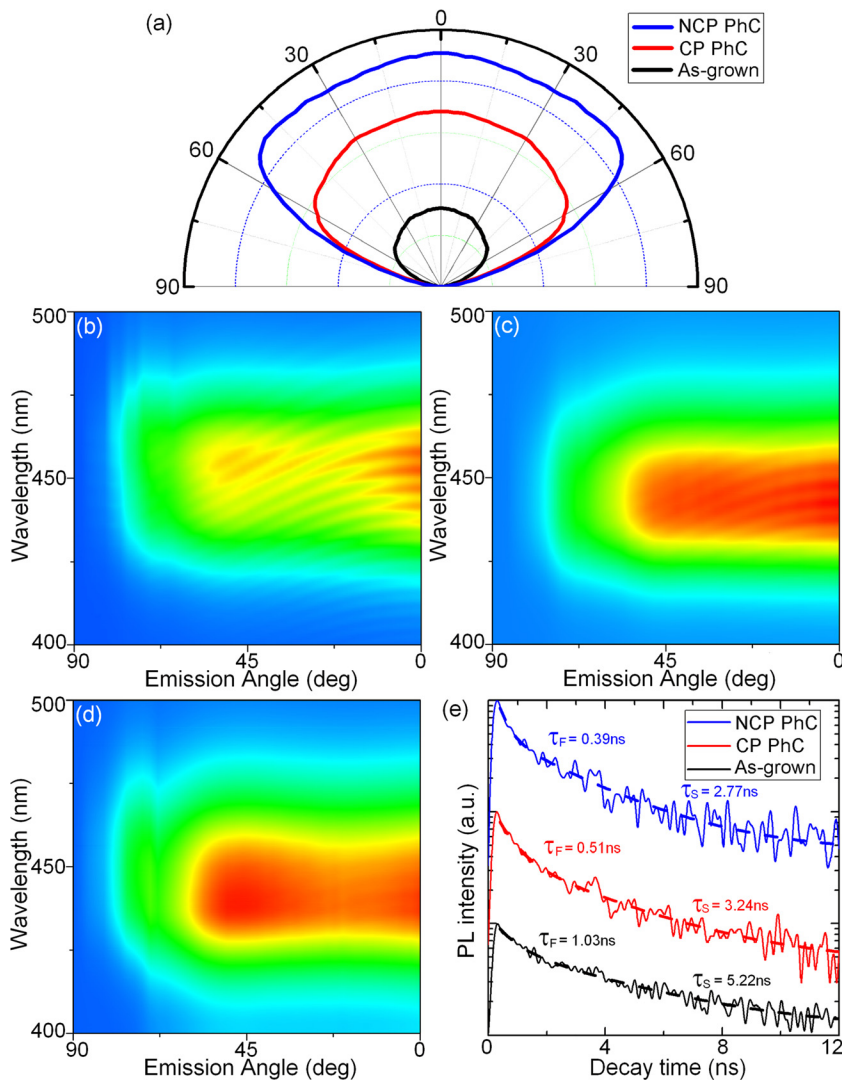 (a)
0
30
30
60
60
90
90
NCP PhC
CP PhC
As-grown
(b)
500
450
400
Wavelength (nm)
90
45
0
Emission Angle (deg)
(c)
500
450
400
Wavelength (nm)
90
45
0
Emission Angle (deg)
(d)
500
450
400
Wavelength (nm)
90
45
0
Emission Angle (deg)
(e)
NCP PhC
CP PhC
As-grown
τF = 0.39ns
τS = 2.77ns
τF = 0.51ns
τS = 3.24ns
τF = 1.03ns
τS = 5.22ns
PL intensity (a.u.)
0
4
8
12
Decay time (ns)